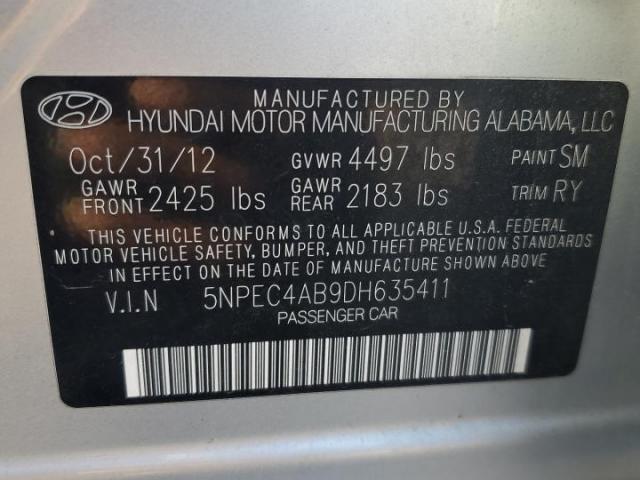 MANUFACTURED BY
HYUNDAI MOTOR MANUFACTURING ALABAMA, LLC
Oct/31/12 GVWR 4497 lbs PAINT SM
GAWR FRONT 2425 lbs GAWR REAR 2183 lbs TRIM RY
THIS VEHICLE CONFORMS TO ALL APPLICABLE U.S.A. FEDERAL
MOTOR VEHICLE SAFETY, BUMPER, AND THEFT PREVENTION STANDARDS
IN EFFECT ON THE DATE OF MANUFACTURE SHOWN ABOVE.
V.I.N 5NPEC4AB9DH635411
PASSENGER CAR